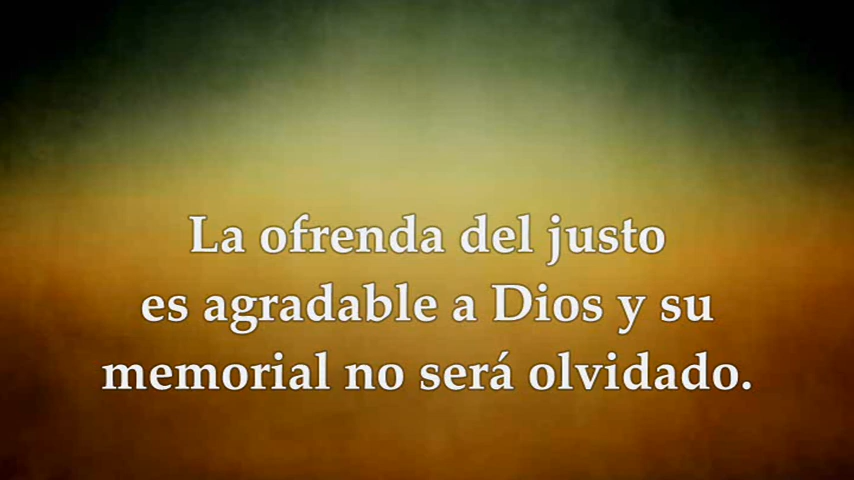 La ofrenda del justo
es agradable a Dios y su
memorial no será olvidado.